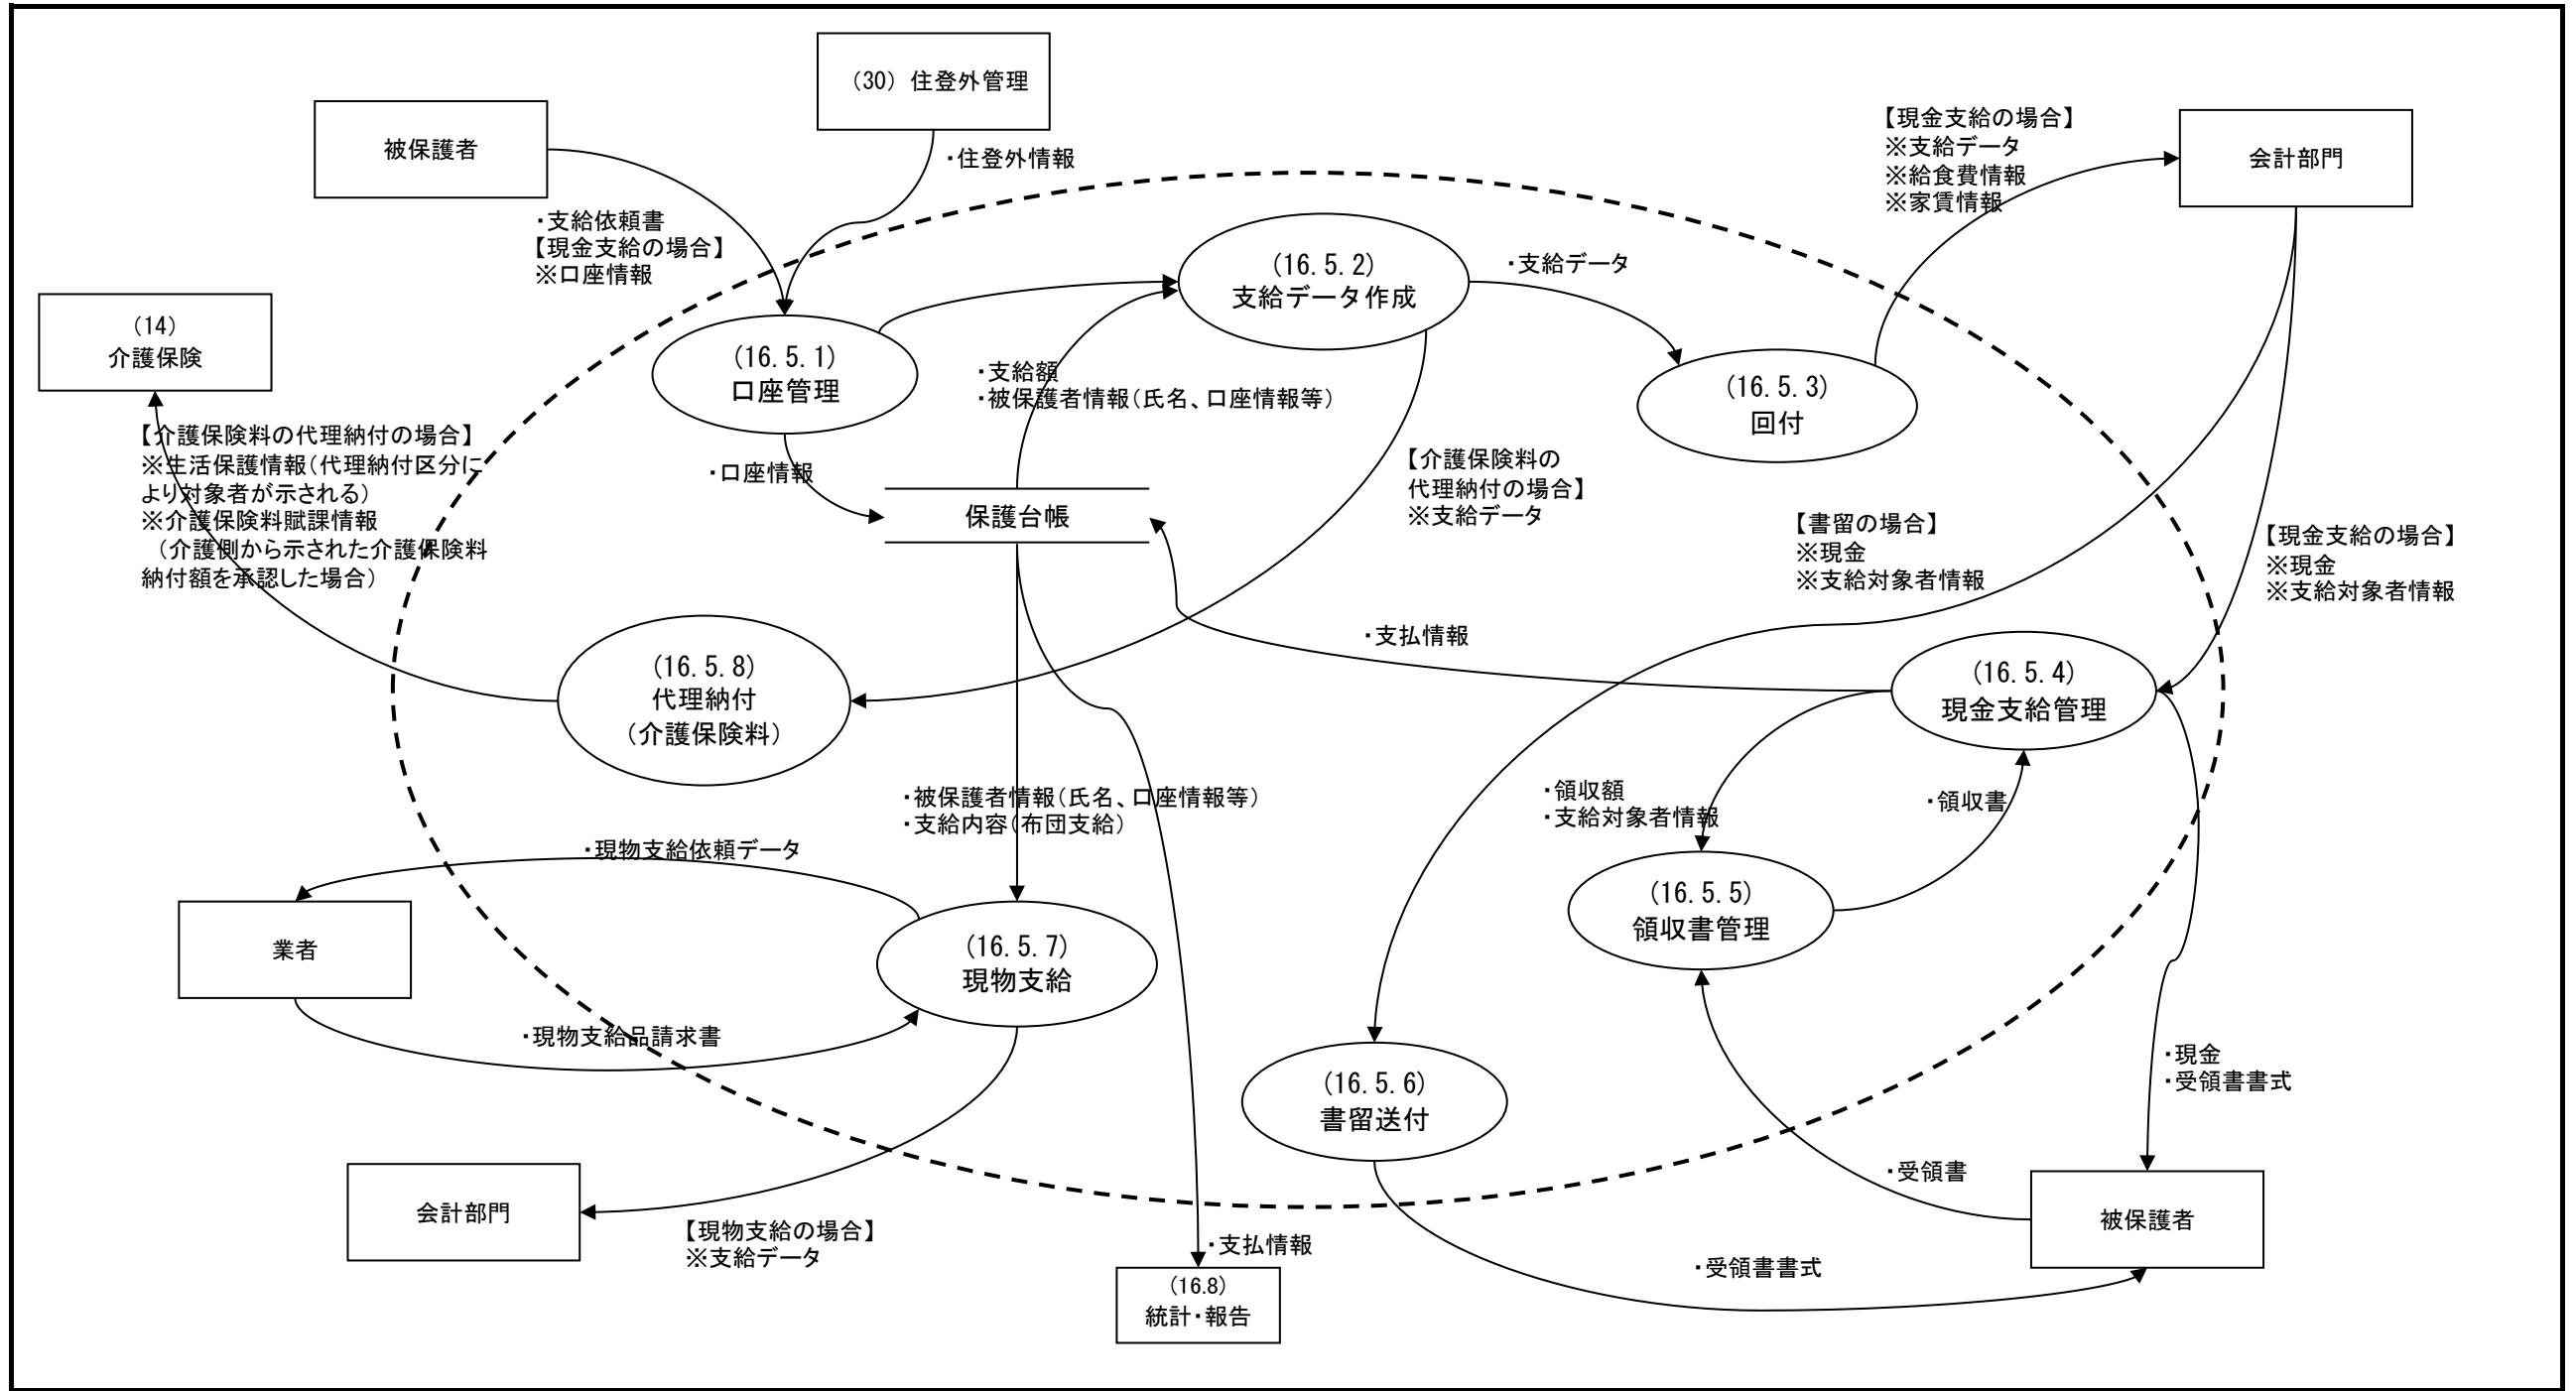 （30）住登外管理
被保護者
・住登外情報
【現金支給の場合】
※支給データ
※給食費情報
※家賃情報
会計部門
・支給依頼書
【現金支給の場合】
※口座情報
(16.5.2)
支給データ作成
・支給データ
（14）
介護保険
(16.5.1)
口座管理
・支給額
・被保護者情報（氏名、口座情報等）
(16.5.3)
回付
【介護保険料の代理納付の場合】
※生活保護情報（代理納付区分に
より対象者が示される）
※介護保険料賦課情報
（介護側から示された介護保険料
納付額を承認した場合）
・口座情報
保護台帳
【介護保険料の
代理納付の場合】
※支給データ
【書留の場合】
※現金
※支給対象者情報
【現金支給の場合】
※現金
※支給対象者情報
・支払情報
(16.5.8)
代理納付
（介護保険料）
(16.5.4)
現金支給管理
・被保護者情報（氏名、口座情報等）
・支給内容（布団支給）
・領収額
・支給対象者情報
・領収書
・現物支給依頼データ
業者
(16.5.7)
現物支給
(16.5.5)
領収書管理
・現物支給品請求書
(16.5.6)
書留送付
・現金
・受領書書式
・受領書
会計部門
【現物支給の場合】
※支給データ
・支払情報
被保護者
・受領書書式
（16.8）
統計・報告